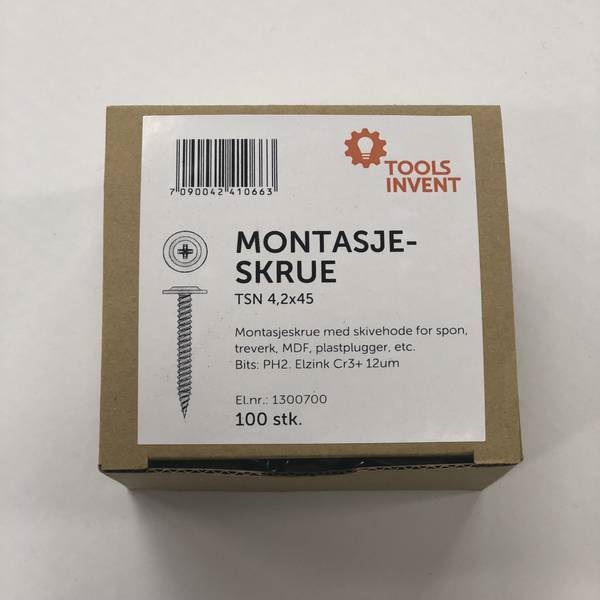 7 090042 410663
TOOLS
INVENT
MONTASJE-
SKRUE
TSN 4,2x45
Montasjeskrue med skivehode for spon,
treverk, MDF, plastplugger, etc.
Bits: PH2. Elzink Cr3+ 12um
El.nr.: 1300700
100 stk.